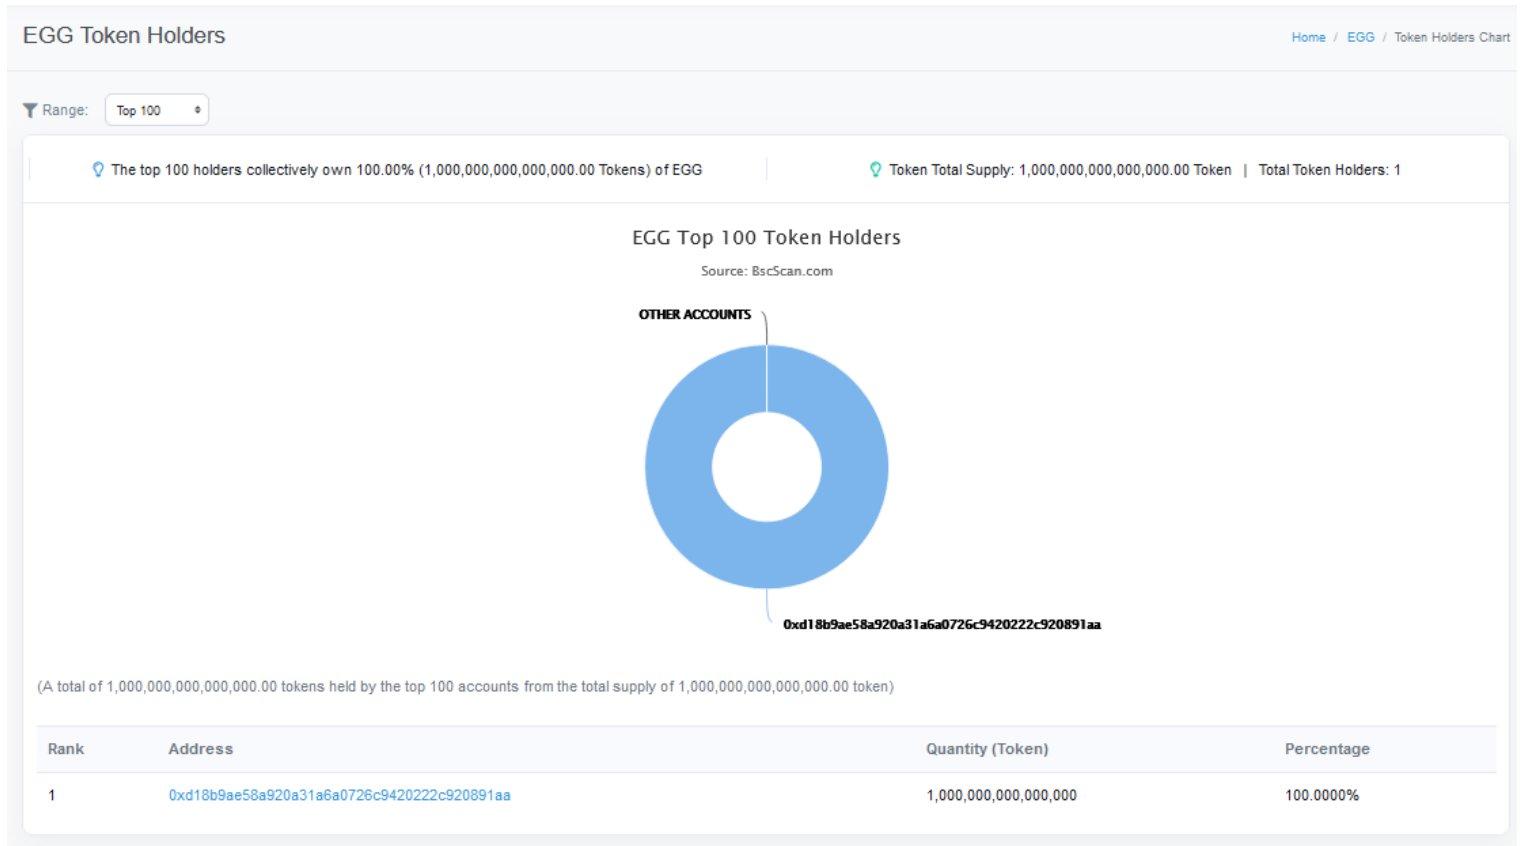 EGG Token Holders
Home / EGG / Token Holders Chart
Range: Top 100
The top 100 holders collectively own 100.00% (1,000,000,000,000,000.00 Tokens) of EGG
Token Total Supply: 1,000,000,000,000,000.00 Token | Total Token Holders: 1
EGG Top 100 Token Holders
Source: BscScan.com
OTHER ACCOUNTS
0xd18b9ae58a920a31a6a0726c9420222c920891aa
(A total of 1,000,000,000,000,000.00 tokens held by the top 100 accounts from the total supply of 1,000,000,000,000,000.00 token)
Rank Address Quantity (Token) Percentage
1 0xd18b9ae58a920a31a6a0726c9420222c920891aa 1,000,000,000,000,000 100.0000%